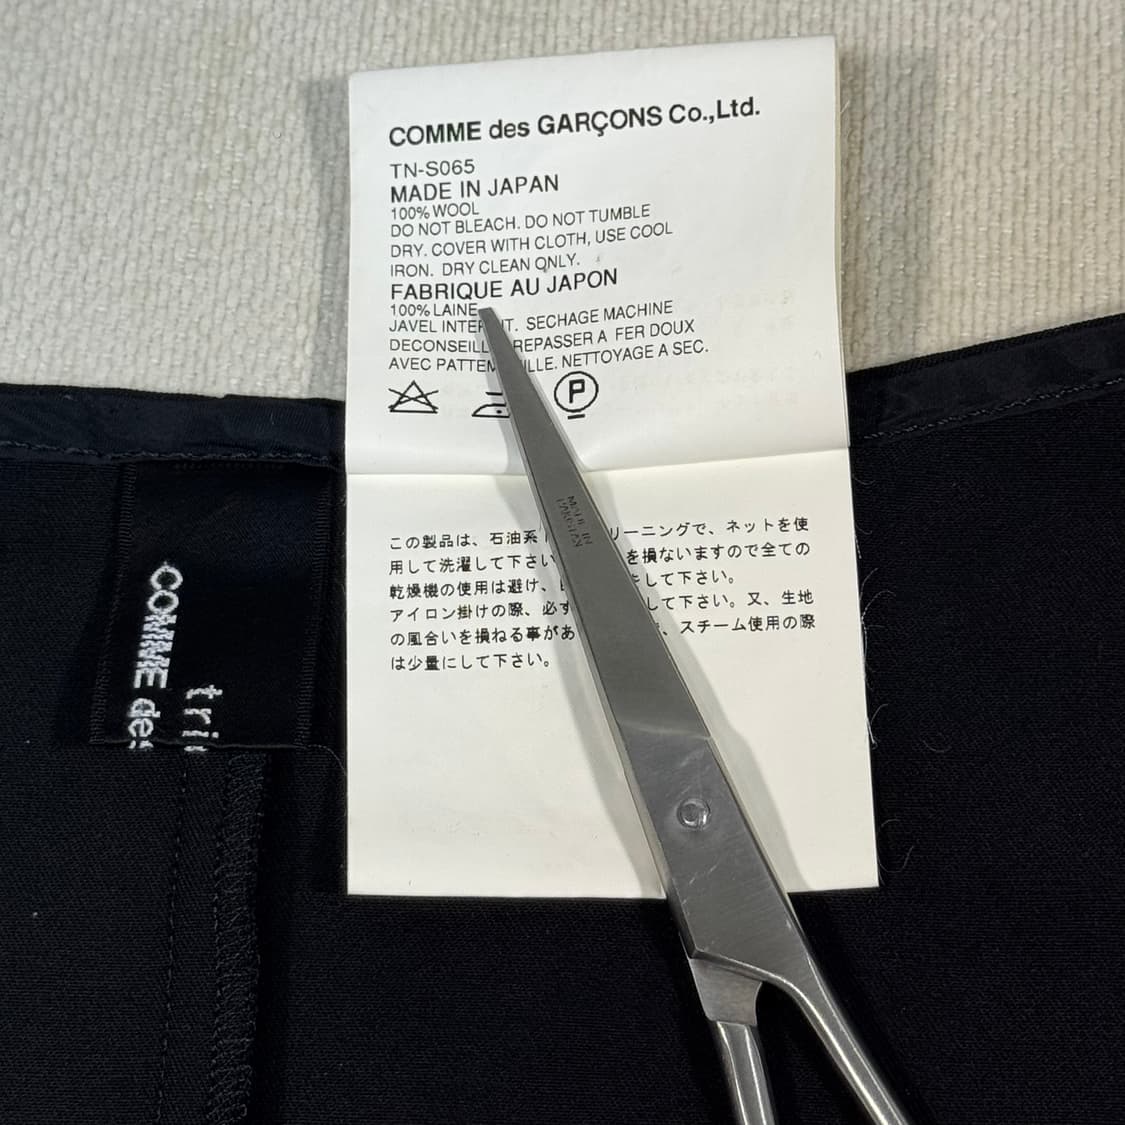 COMME des GARÇONS Co.,Ltd.
TN-S065
MADE IN JAPAN
100% WOOL
DO NOT BLEACH. DO NOT TUMBLE
DRY. COVER WITH CLOTH, USE COOL
IRON. DRY CLEAN ONLY.
FABRIQUE AU JAPON
100% LAINE
JAVEL INTER IT. SECHAGE MACHINE
DECONSEILL REPASSER A FER DOUX
AVEC PATTEM ILLE. NETTOYAGE A SEC.
P
この製品は、石油系 リーニングで、ネットを使
用して洗濯して下さい を損ないますので全ての
乾燥機の使用は避け、 して下さい。
アイロン掛けの際、必ず して下さい。又、生地
の風合いを損ねる事があ 、スチーム使用の際
は少量にして下さい。
MADE IN
PAKISTAN
tri
COMME des